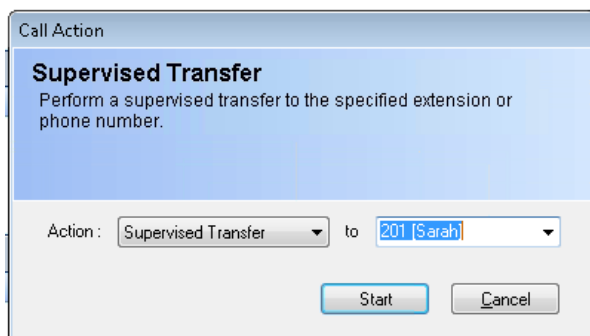 Call Action
Supervised Transfer
Perform a supervised transfer to the specified extension or
phone number.
Action : Supervised Transfer to 201 [Sarah]
Start Cancel